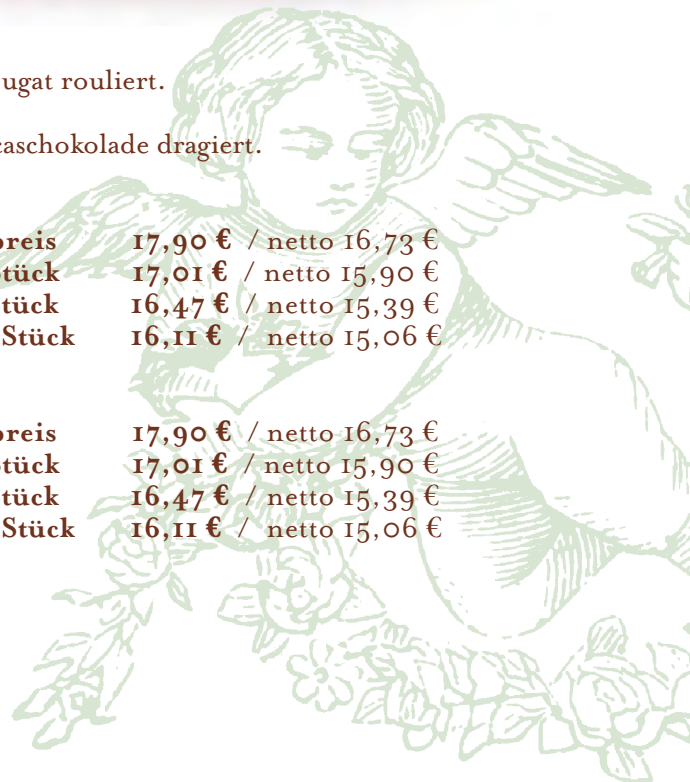 ugat rouliert.
aschokolade dragiert.
preis 17,90 € / netto 16,73 €
tück 17,01 € / netto 15,90 €
tück 16,47 € / netto 15,39 €
Stück 16,11 € / netto 15,06 €
preis 17,90 € / netto 16,73 €
tück 17,01 € / netto 15,90 €
tück 16,47 € / netto 15,39 €
Stück 16,11 € / netto 15,06 €